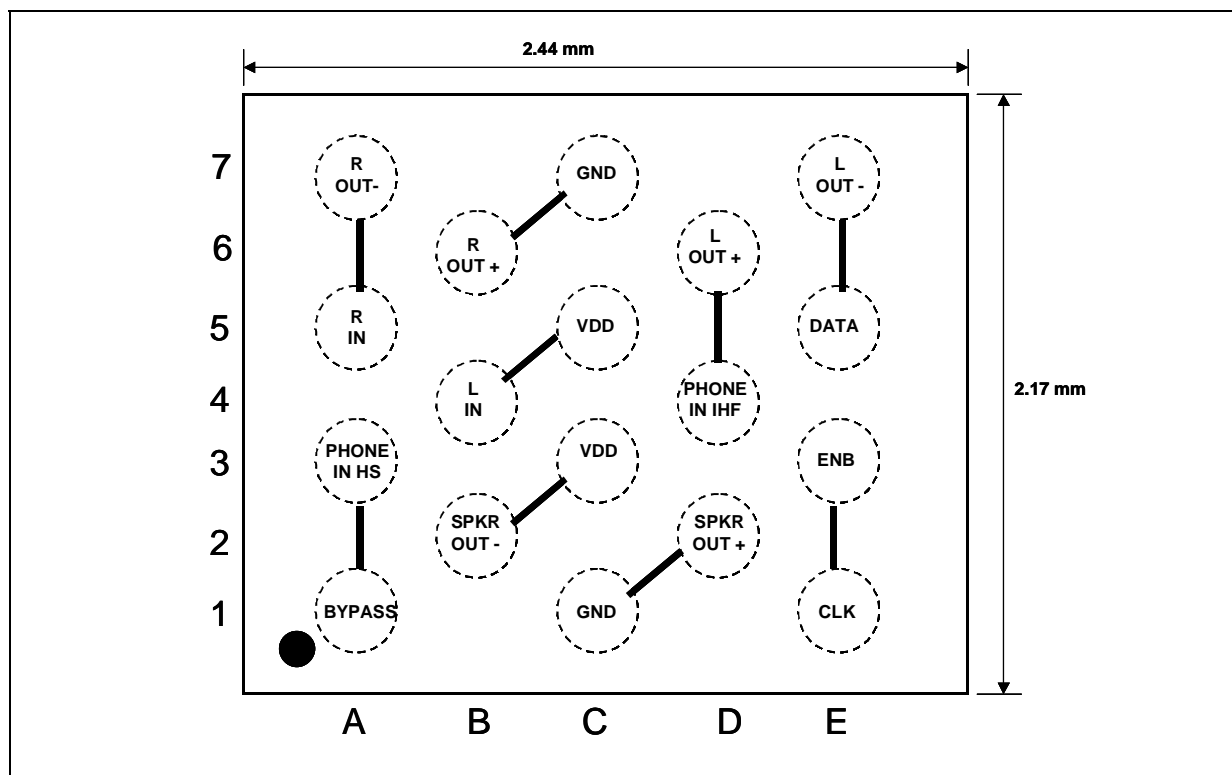 2.44 mm
7
R
OUT-
GND
L
OUT -
6
R
OUT +
L
OUT +
5
R
IN
VDD
DATA
4
L
IN
PHONE
IN IHF
2.17 mm
3
PHONE
IN HS
VDD
ENB
2
SPKR
OUT -
SPKR
OUT +
1
BYPASS
GND
CLK
A B C D E